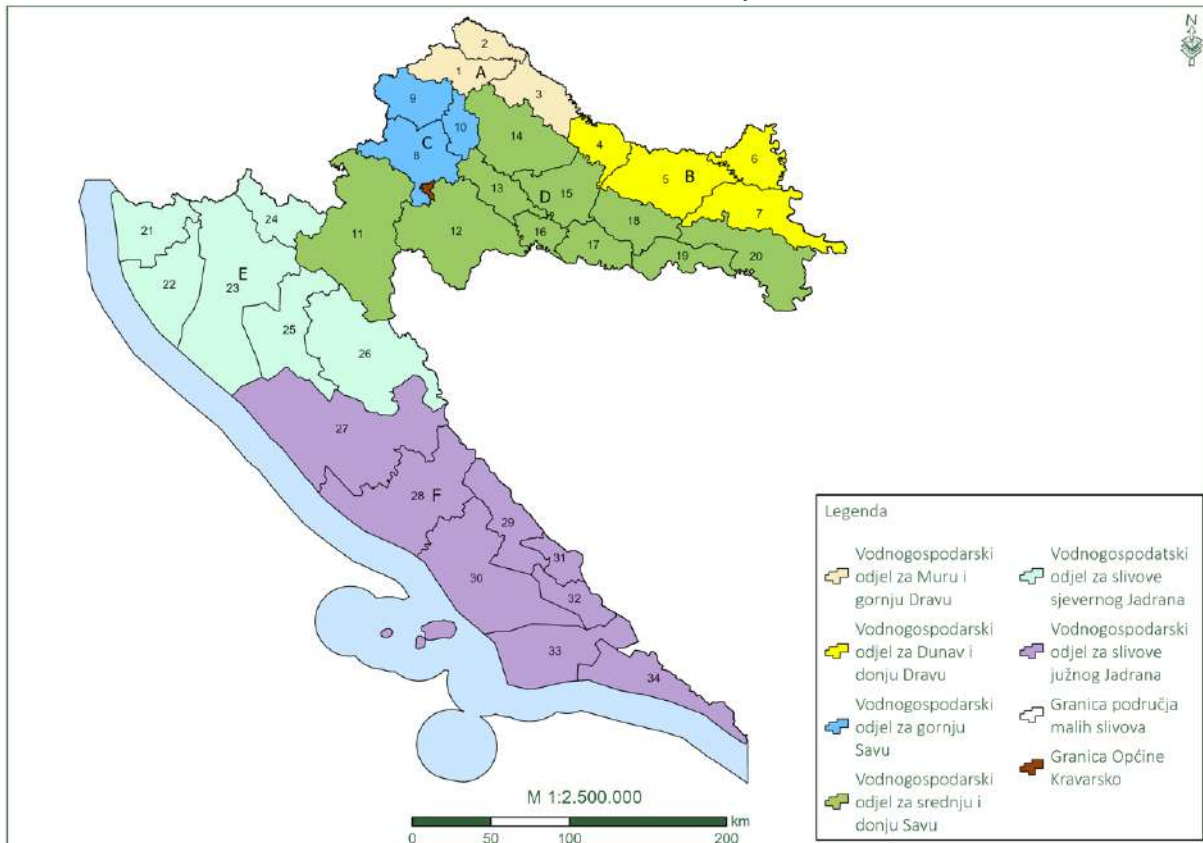 N
2
1
A
3
9
10
C
8
14
4
5
B
6
7
13
D
15
12
16
17
18
19
20
11
21
22
24
E
23
25
26
27
28
F
29
30
31
32
33
34
M 1:2.500.000
km
0
50
100
200
Legenda
Vodnogospodarski
odjel za Muru i
gornju Dravu
Vodnogospodarski
odjel za Dunav i
donju Dravu
Vodnogospodarski
odjel za gornju
Savu
Vodnogospodarski
odjel za srednju i
donju Savu
Vodnogospodatski
odjel za slivove
sjevernog Jadrana
Vodnogospodarski
odjel za slivove
južnog Jadrana
Granica područja
malih slivova
Granica Općine
Kravarsko